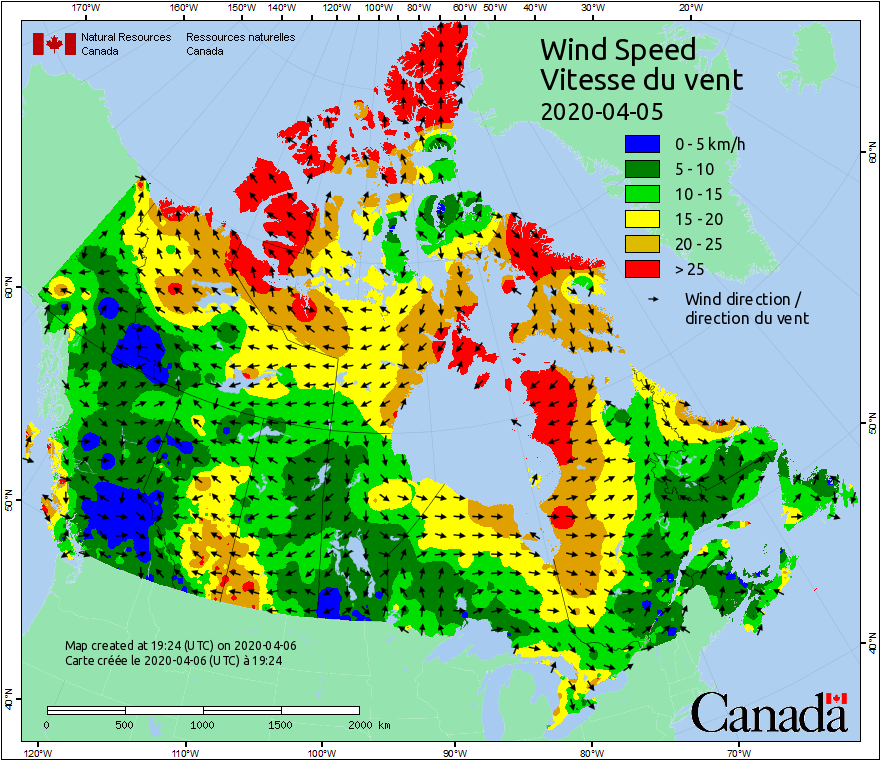 170°W 160°W 150°W 140°W 120°W 100°W 80°W 60°W 50°W 40°W 30°W 20°W
Natural Resources Canada
Ressources naturelles Canada
Wind Speed
Vitesse du vent
2020-04-05
0 - 5 km/h
5 - 10
10 - 15
15 - 20
20 - 25
> 25
Wind direction /
direction du vent
60°N
50°N
40°N
60°N
50°N
40°N
Map created at 19:24 (UTC) on 2020-04-06
Carte créée le 2020-04-06 (UTC) à 19:24
0 500 1000 1500 2000 km
Canada
120°W 110°W 100°W 90°W 80°W 70°W